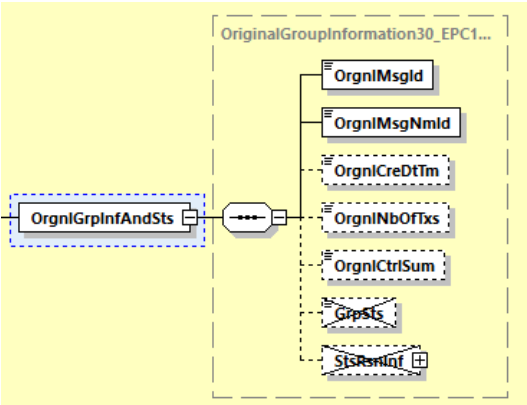 OriginalGroupInformation30_EPC1...
OrgnlMsgId
OrgnlMsgNmId
OrgnlCreDtTm
OrgnlGrpInfAndSts
OrgnlNbOfTxs
OrgnlCtrlSum
GrpSts
StsRsnInf